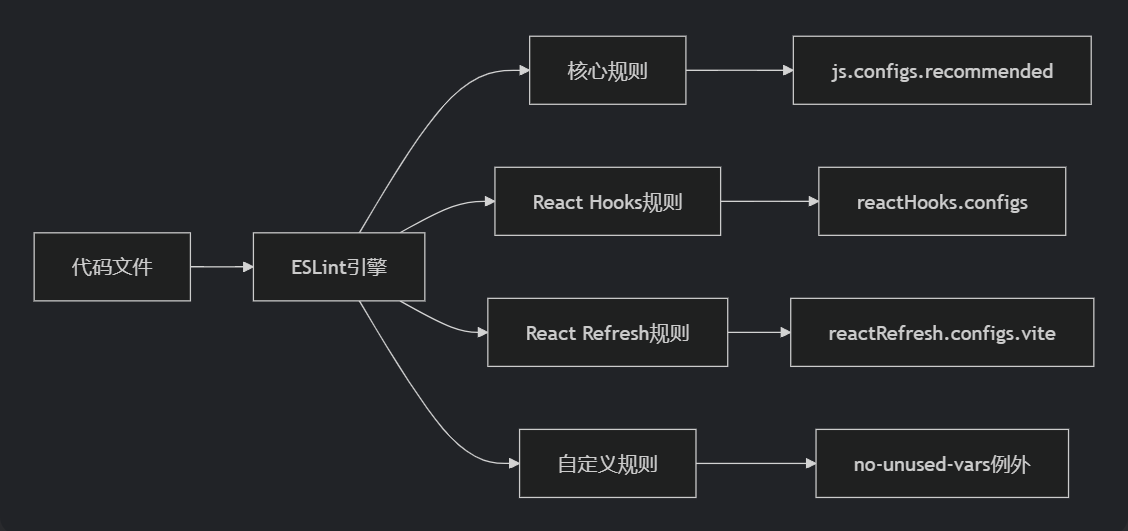 代码文件
ESLint引擎
核心规则
js.configs.recommended
React Hooks规则
reactHooks.configs
React Refresh规则
reactRefresh.configs.vite
自定义规则
no-unused-vars例外